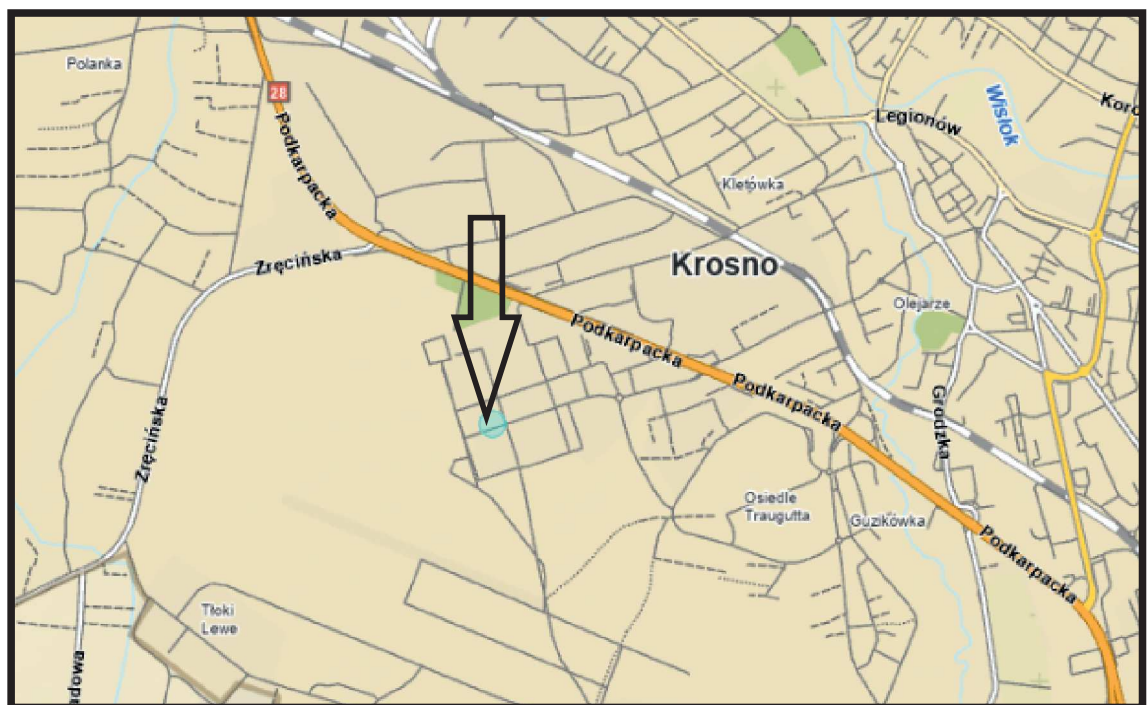 Polanka
28
Podkarpacka
Legionów
Koro
Wisłok
Kletówka
Zręcińska
Krosno
Olejarze
Podkarpacka
Podkarpacka
Grodzka
Zręcińska
Osiedle
Traugutta
Guzikówka
Podkarpacka
Tłoki
Lewe
adowa